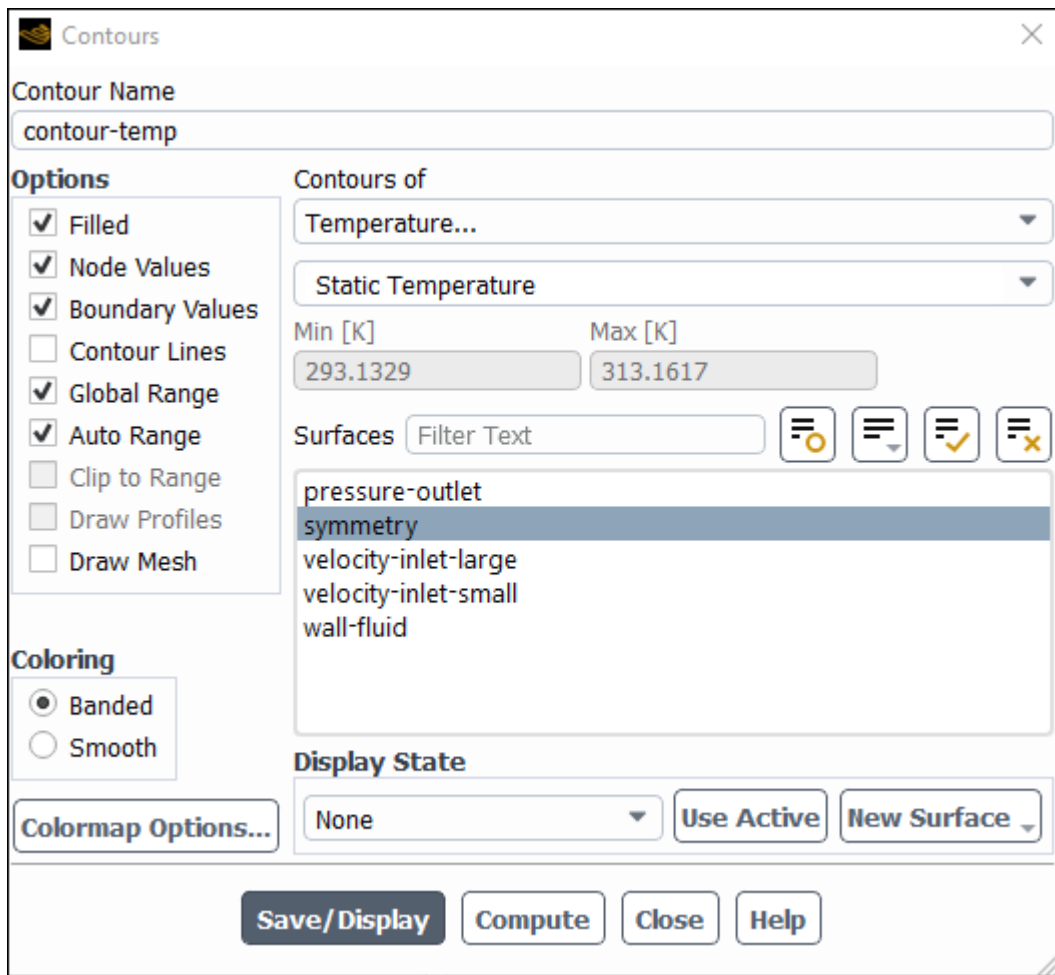 Contours
Contour Name
contour-temp
Options
Filled
Node Values
Boundary Values
Contour Lines
Global Range
Auto Range
Clip to Range
Draw Profiles
Draw Mesh
Coloring
Banded
Smooth
Colormap Options...
Contours of
Temperature...
Static Temperature
Min [K] Max [K]
293.1329 313.1617
Surfaces Filter Text
pressure-outlet
symmetry
velocity-inlet-large
velocity-inlet-small
wall-fluid
Display State
None Use Active New Surface
Save/Display Compute Close Help